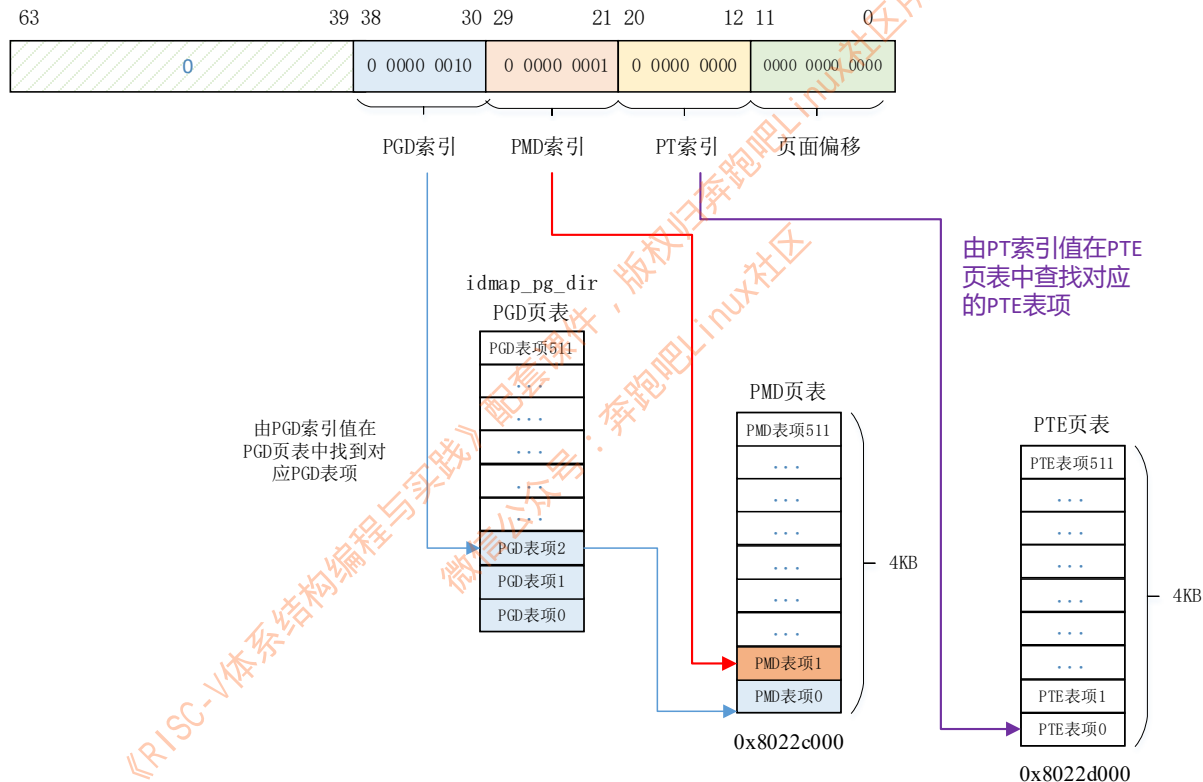 63
39 38
30 29
21 20
12 11
0
0
0 0000 0010
0 0000 0001
0 0000 0000
0000 0000 0000
PGD索引
PMD索引
PT索引
页面偏移
由PT索引值在PTE
页表中查找对应
的PTE表项
idmap_pg_dir
PGD页表
PGD表项511
...
...
...
...
...
PGD表项2
PGD表项1
PGD表项0
由PGD索引值在
PGD页表中找到对
应PGD表项
PMD页表
PMD表项511
...
...
...
...
...
...
PMD表项1
PMD表项0
4KB
0x8022c000
PTE页表
PTE表项511
...
...
...
...
...
...
PTE表项1
PTE表项0
4KB
0x8022d000
《RISC-V体系结构编程与实践》配套课件，版权归奔跑吧Linux社区所
微信公众号：奔跑吧Linux社区